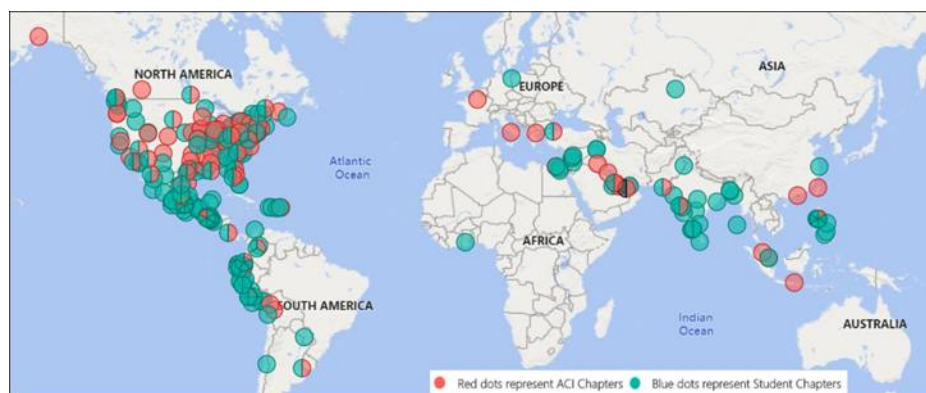 NORTH AMERICA
EUROPE
ASIA
Atlantic
Ocean
AFRICA
SOUTH AMERICA
Indian
Ocean
AUSTRALIA
Red dots represent ACI Chapters Blue dots represent Student Chapters